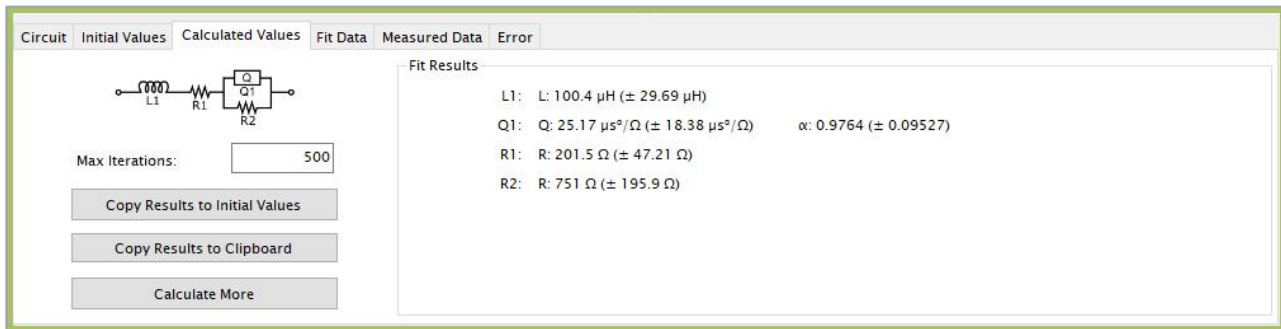 Circuit Initial Values Calculated Values Fit Data Measured Data Error
L1
R1
Q
Q1
R2
Max Iterations: 500
Copy Results to Initial Values
Copy Results to Clipboard
Calculate More
Fit Results
L1: L: 100.4 µH (± 29.69 µH)
Q1: Q: 25.17 µsᵃ/Ω (± 18.38 µsᵃ/Ω) α: 0.9764 (± 0.09527)
R1: R: 201.5 Ω (± 47.21 Ω)
R2: R: 751 Ω (± 195.9 Ω)